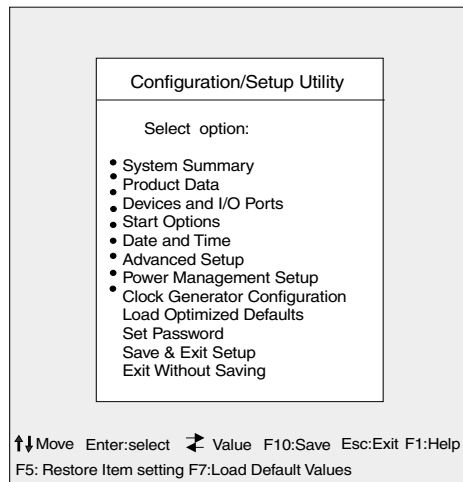 Configuration/Setup Utility
Select option:
• System Summary
• Product Data
• Devices and I/O Ports
• Start Options
• Date and Time
• Advanced Setup
• Power Management Setup
• Clock Generator Configuration
Load Optimized Defaults
Set Password
Save & Exit Setup
Exit Without Saving
↑↓ Move Enter:select ⇄ Value F10:Save Esc:Exit F1:Help
F5: Restore Item setting F7:Load Default Values